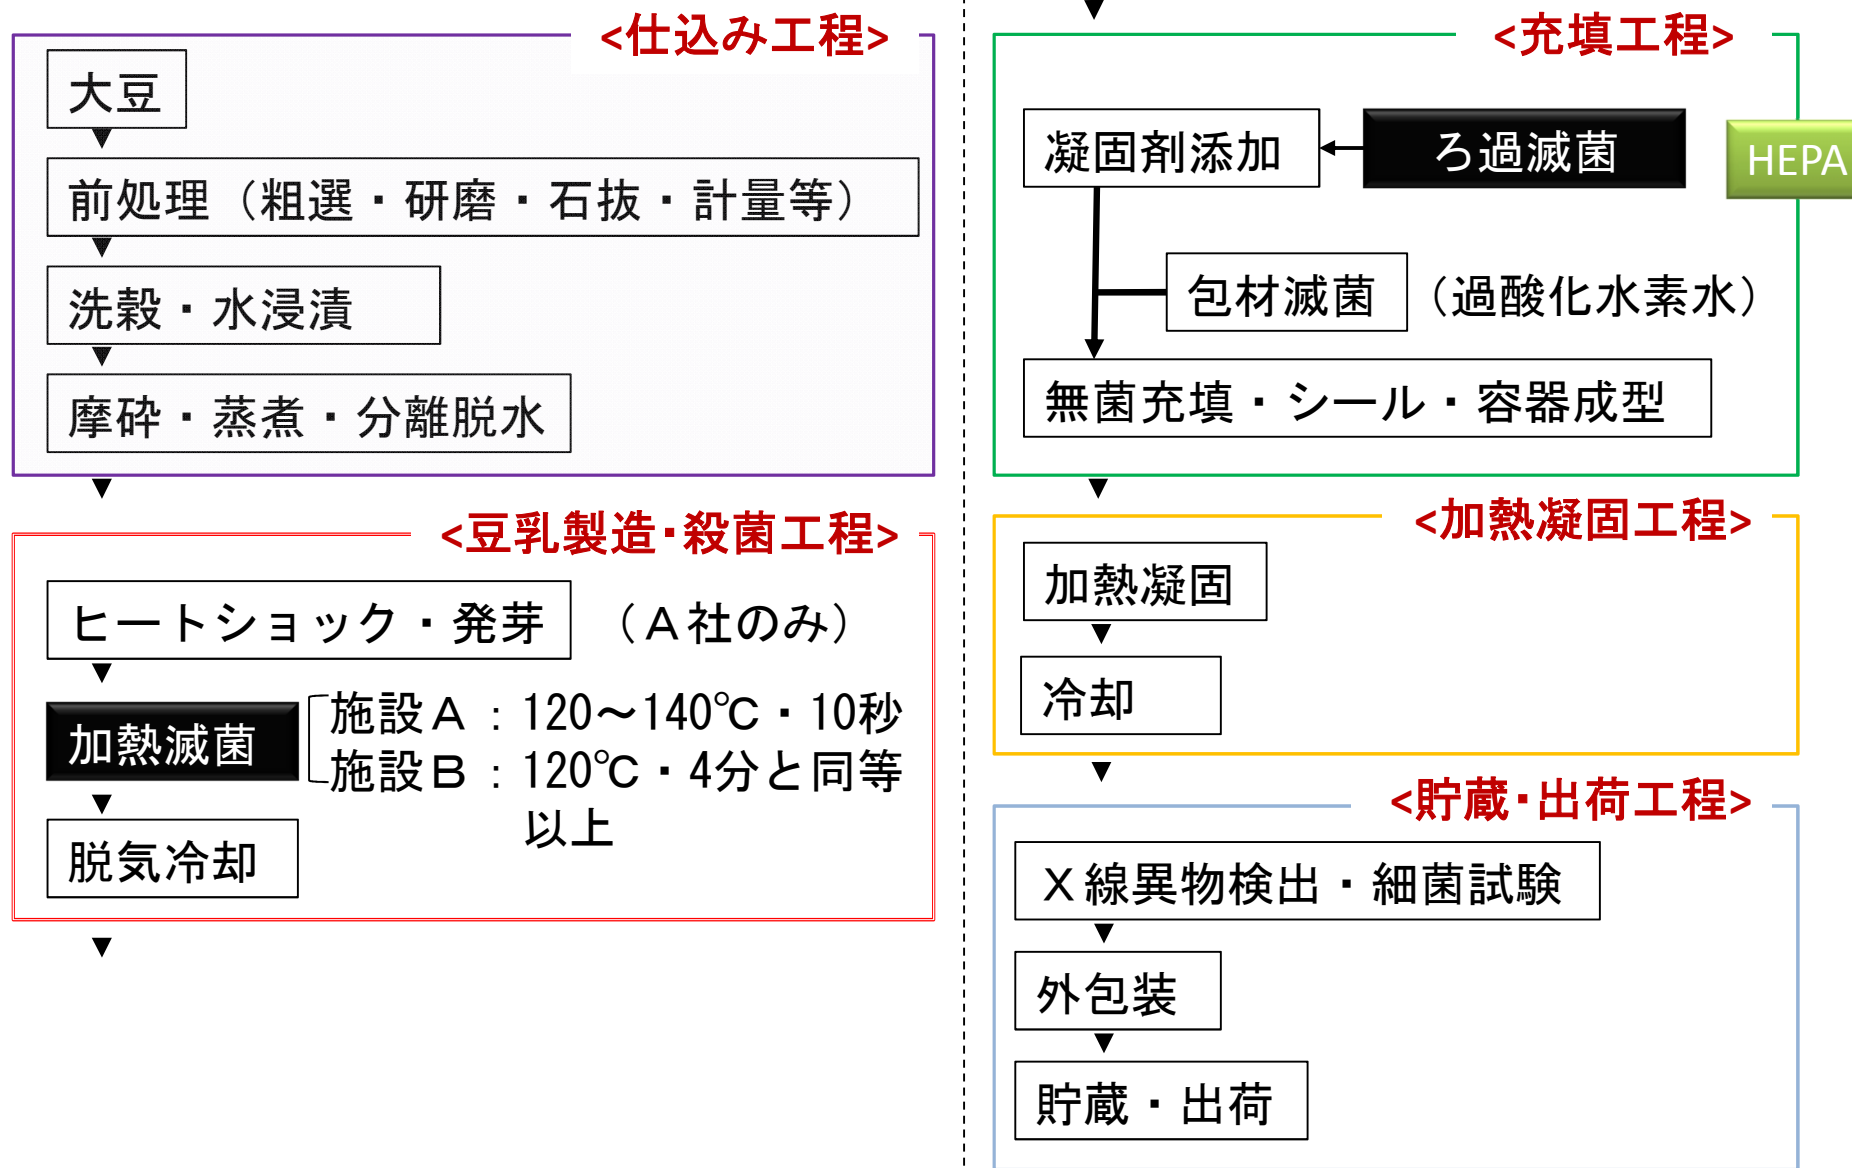 <仕込み工程>
大豆
前処理（粗選・研磨・石抜・計量等）
洗穀・水浸漬
摩砕・蒸煮・分離脱水
<豆乳製造・殺菌工程>
ヒートショック・発芽　（Ａ社のみ）
加熱滅菌
施設Ａ：120～140℃・10秒
施設Ｂ：120℃・4分と同等
以上
脱気冷却
<充填工程>
凝固剤添加
ろ過滅菌
HEPA
包材滅菌　（過酸化水素水）
無菌充填・シール・容器成型
<加熱凝固工程>
加熱凝固
冷却
<貯蔵・出荷工程>
Ｘ線異物検出・細菌試験
外包装
貯蔵・出荷